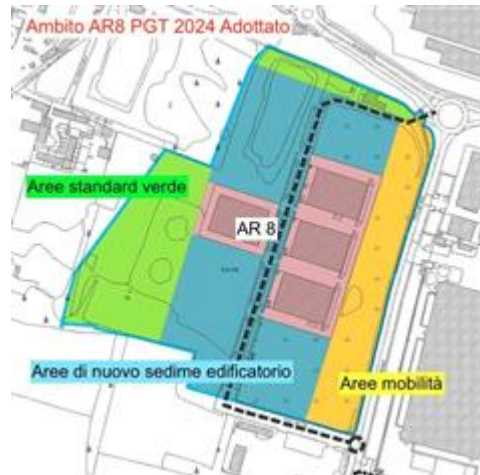 Ambito AR8 PGT 2024 Adottato
Aree standard verde
AR 8
Aree di nuovo sedime edificatorio
Aree mobilità